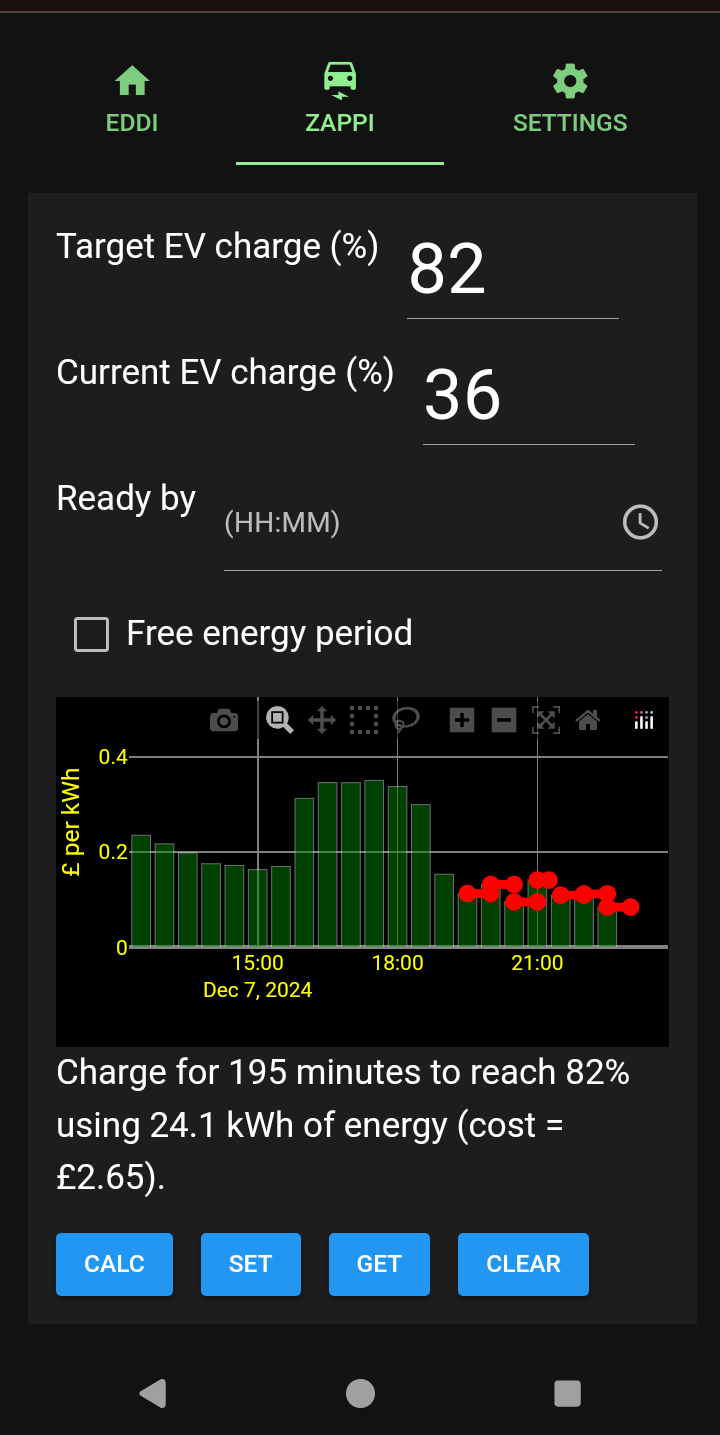 EDDI
ZAPPI
SETTINGS
Target EV charge (%)
82
Current EV charge (%)
36
Ready by
(HH:MM)
Free energy period
£ per kWh
0.4
0.2
0
15:00
18:00
21:00
Dec 7, 2024
Charge for 195 minutes to reach 82%
using 24.1 kWh of energy (cost =
£2.65).
CALC
SET
GET
CLEAR